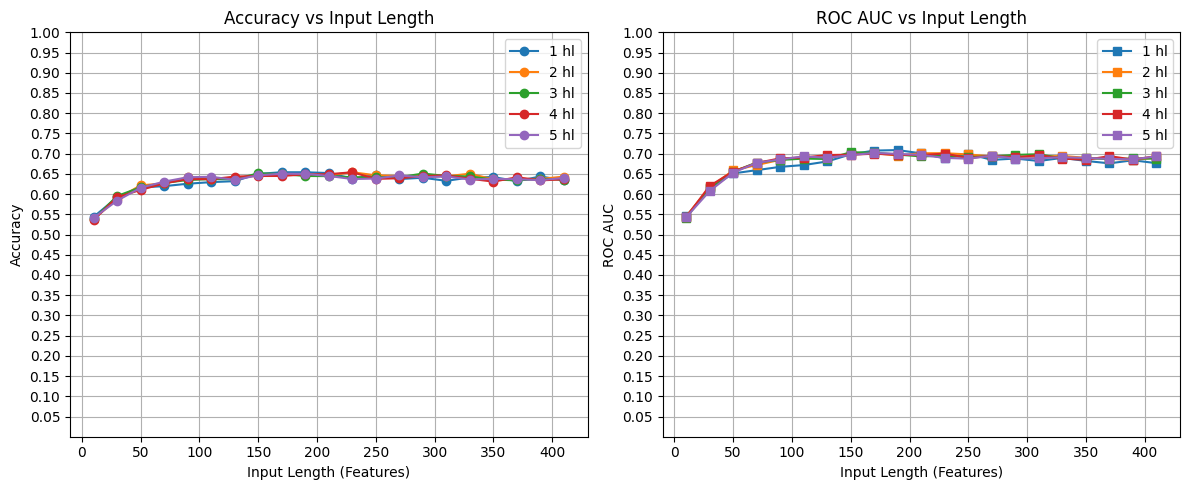 Accuracy vs Input Length
1.00
0.95
0.90
0.85
0.80
0.75
0.70
0.65
0.60
0.55
0.50
0.45
0.40
0.35
0.30
0.25
0.20
0.15
0.10
0.05
Accuracy
0 50 100 150 200 250 300 350 400
Input Length (Features)
1 hl
2 hl
3 hl
4 hl
5 hl
ROC AUC vs Input Length
1.00
0.95
0.90
0.85
0.80
0.75
0.70
0.65
0.60
0.55
0.50
0.45
0.40
0.35
0.30
0.25
0.20
0.15
0.10
0.05
ROC AUC
0 50 100 150 200 250 300 350 400
Input Length (Features)
1 hl
2 hl
3 hl
4 hl
5 hl